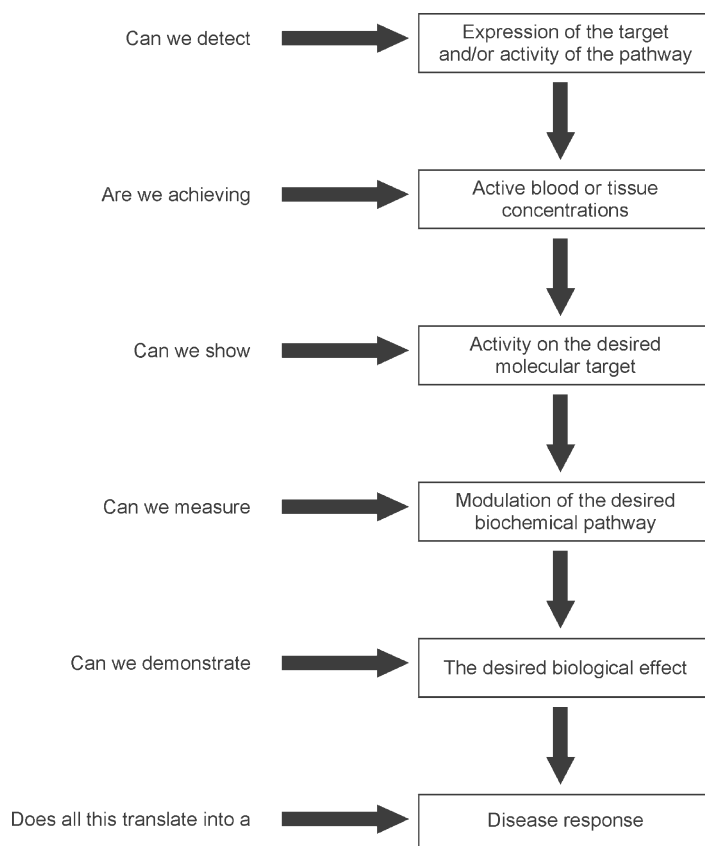 Can we detect
Expression of the target
and/or activity of the pathway
Are we achieving
Active blood or tissue
concentrations
Can we show
Activity on the desired
molecular target
Can we measure
Modulation of the desired
biochemical pathway
Can we demonstrate
The desired biological effect
Does all this translate into a
Disease response